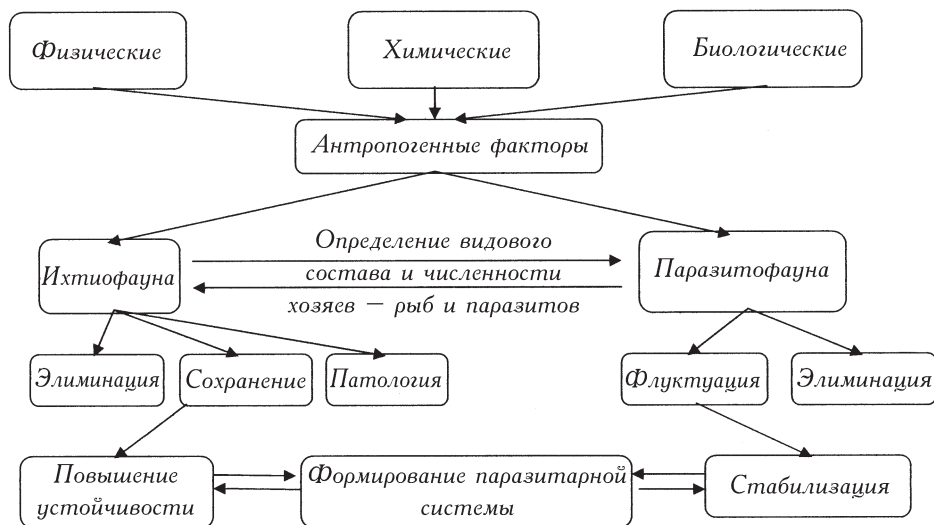 Физические
Химические
Биологические
Антропогенные факторы
Ихтиофауна
Определение видового
состава и численности
хозяев — рыб и паразитов
Паразитофауна
Элиминация
Сохранение
Патология
Флуктуация
Элиминация
Повышение
устойчивости
Формирование паразитарной
системы
Стабилизация